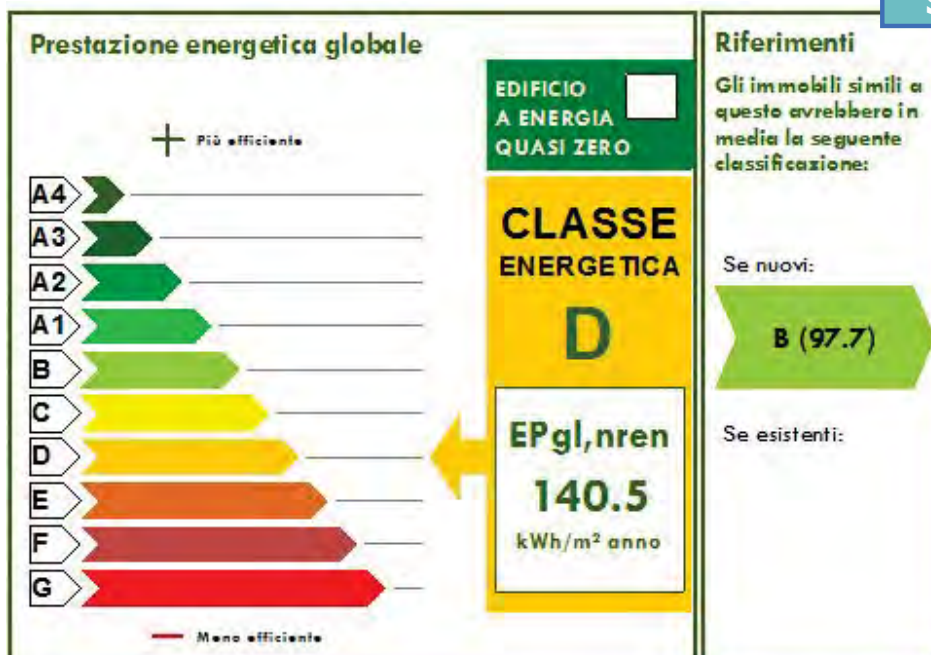 Prestazione energetica globale
Più efficiente
A4
A3
A2
A1
B
C
D
E
F
G
Meno efficiente
EDIFICIO
A ENERGIA
QUASI ZERO
CLASSE
ENERGETICA
D
EPgl,nren
140.5
kWh/m² anno
Riferimenti
Gli immobili simili a
questo avrebbero in
media la seguente
classificazione:
Se nuovi:
B (97.7)
Se esistenti: